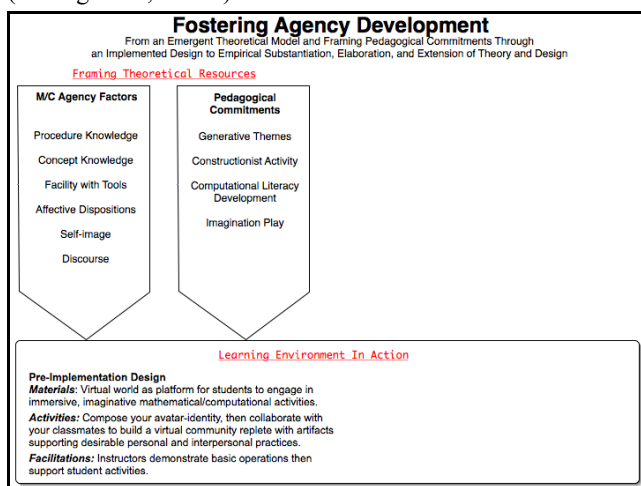 Fostering Agency Development
From an Emergent Theoretical Model and Framing Pedagogical Commitments Through
an Implemented Design to Empirical Substantiation, Elaboration, and Extension of Theory and Design
Framing Theoretical Resources
M/C Agency Factors
Procedure Knowledge
Concept Knowledge
Facility with Tools
Affective Dispositions
Self-image
Discourse
Pedagogical
Commitments
Generative Themes
Constructionist Activity
Computational Literacy
Development
Imagination Play
Learning Environment In Action
Pre-Implementation Design
Materials: Virtual world as platform for students to engage in
immersive, imaginative mathematical/computational activities.
Activities: Compose your avatar-identity, then collaborate with
your classmates to build a virtual community replete with artifacts
supporting desirable personal and interpersonal practices.
Facilitations: Instructors demonstrate basic operations then
support student activities.